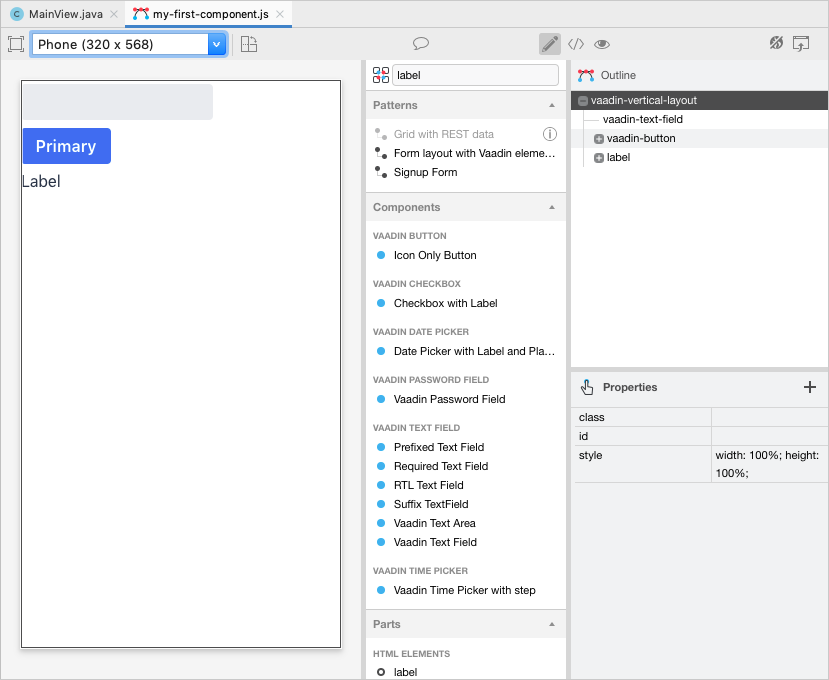 MainView.java
my-first-component.js
Phone (320 x 568)
Primary
Label
label
Patterns
Grid with REST data
Form layout with Vaadin eleme...
Signup Form
Components
VAADIN BUTTON
Icon Only Button
VAADIN CHECKBOX
Checkbox with Label
VAADIN DATE PICKER
Date Picker with Label and Pla...
VAADIN PASSWORD FIELD
Vaadin Password Field
VAADIN TEXT FIELD
Prefixed Text Field
Required Text Field
RTL Text Field
Suffix TextField
Vaadin Text Area
Vaadin Text Field
VAADIN TIME PICKER
Vaadin Time Picker with step
Parts
HTML ELEMENTS
label
Outline
vaadin-vertical-layout
vaadin-text-field
vaadin-button
label
Properties
class
id
style
width: 100%; height:
100%;